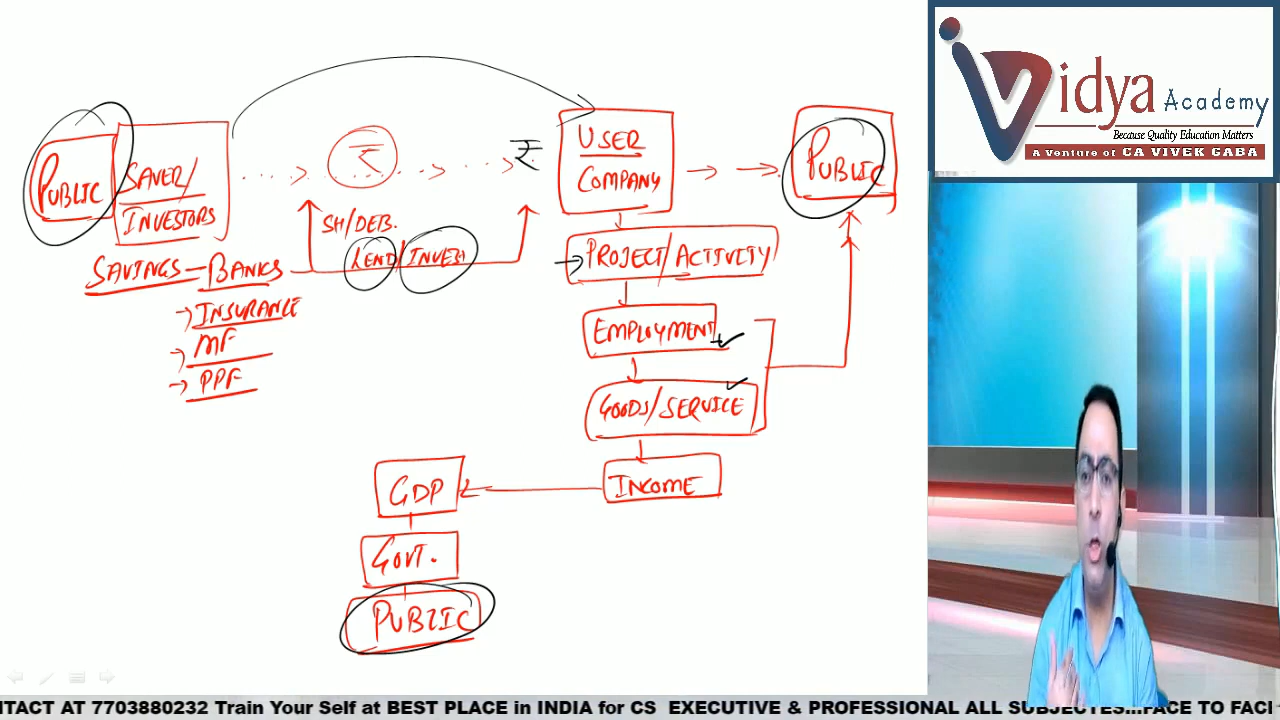 PUBLIC
SAVER/
INVESTORS
SAVINGS - BANKS
→ INSURANCE
→ MF
→ PPF
₹
₹
SH/DEB.
LEND/INVEST
USER
COMPANY
PUBLIC
PROJECT/ACTIVITY
EMPLOYMENT
GOODS/SERVICE
INCOME
GDP
GOVT.
PUBLIC
Vidya Academy
Because Quality Education Matters
A Venture of CA VIVEK GABA
NTACT AT 7703880232 Train Your Self at BEST PLACE in INDIA for CS EXECUTIVE & PROFESSIONAL ALL SUBJECTES...FACE TO FACI